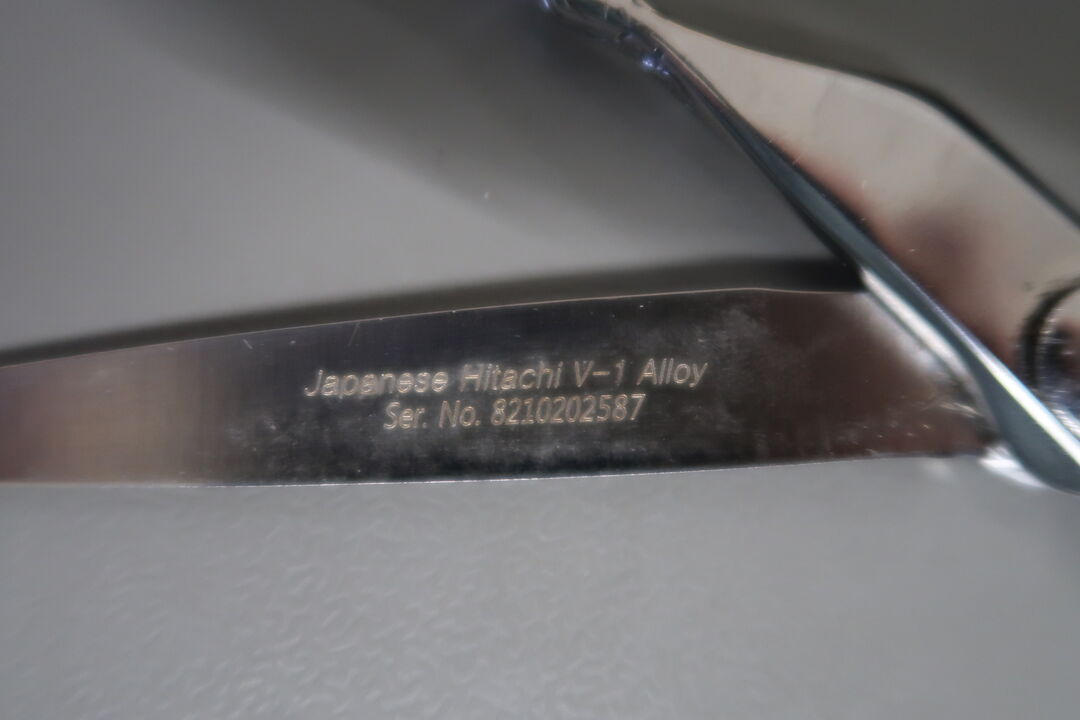 Japanese Hitachi V-1 Alloy
Ser. No. 8210202587